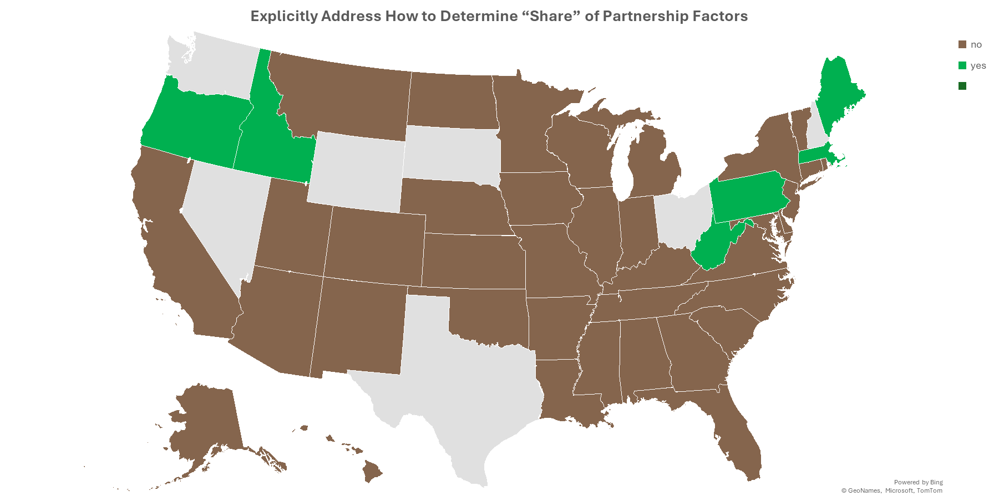 Explicitly Address How to Determine “Share” of Partnership Factors
no
yes
Powered by Bing
© GeoNames, Microsoft, TomTom